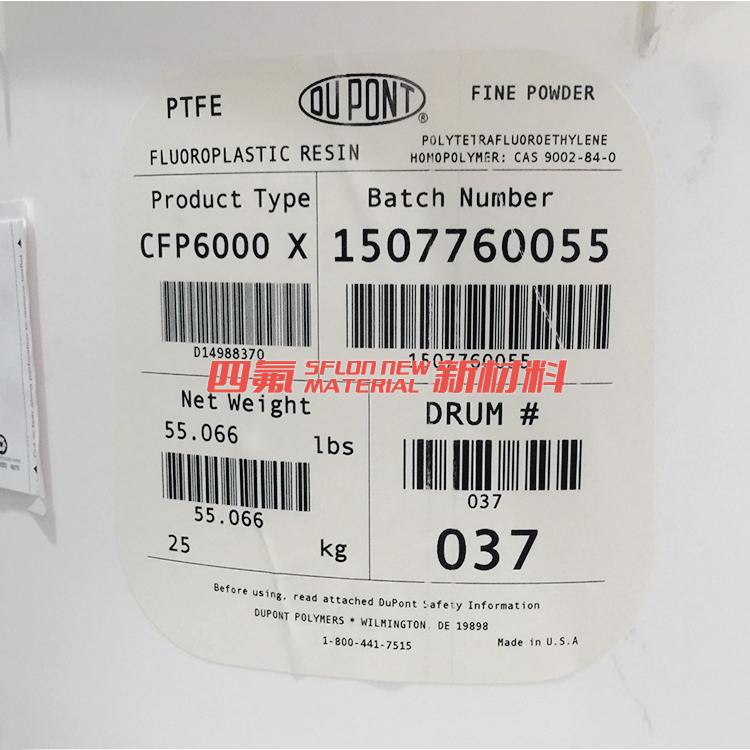 PTFE
DU PONT®
FINE POWDER
FLUOROPLASTIC RESIN
POLYTETRAFLUOROETHYLENE
HOMOPOLYMER: CAS 9002-84-0
Product Type
Batch Number
CFP6000 X
1507760055
D14988370
1507760055
四氟 SFLON NEW MATERIAL 新材料
Net Weight
DRUM #
55.066
lbs
037
55.066
037
25
kg
Before using, read attached DuPont Safety Information
DUPONT POLYMERS * WILMINGTON, DE 19898
1-800-441-7515
Made in U.S.A